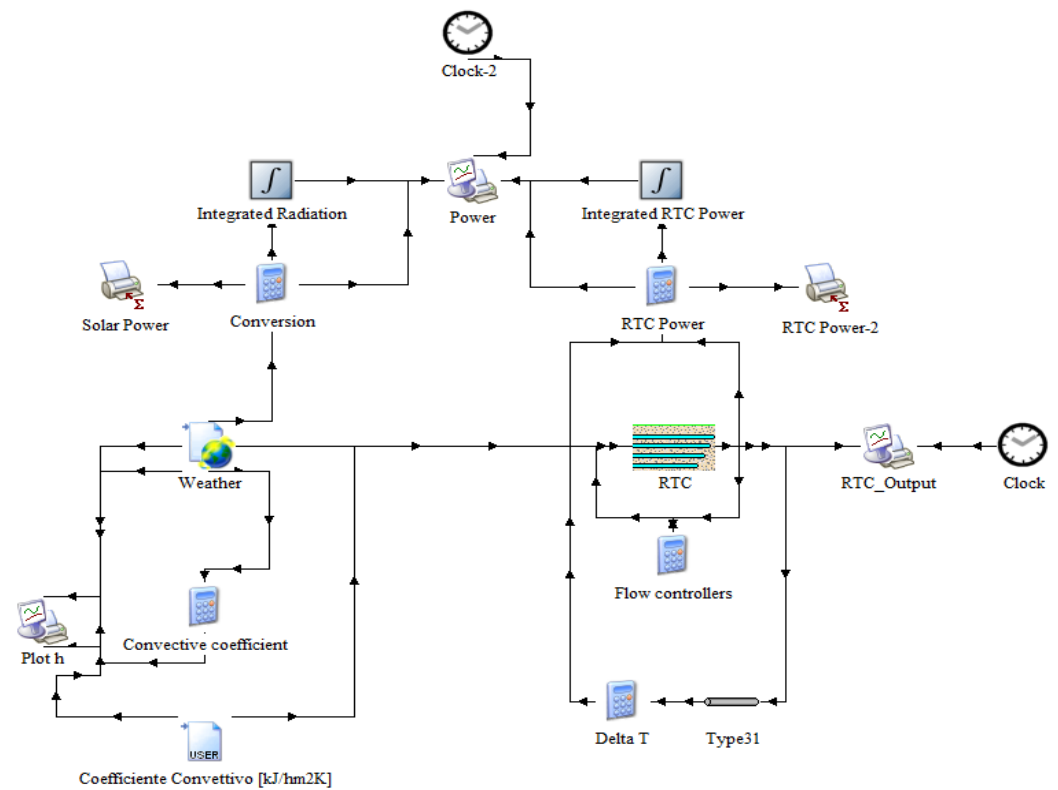 Clock-2
Integrated Radiation
Power
Integrated RTC Power
Σ
Solar Power
Conversion
RTC Power
Σ
RTC Power-2
Weather
RTC
RTC_Output
Clock
Flow controllers
Convective coefficient
Plot h
Delta T
Type31
USER
Coefficiente Convettivo [kJ/hm2K]